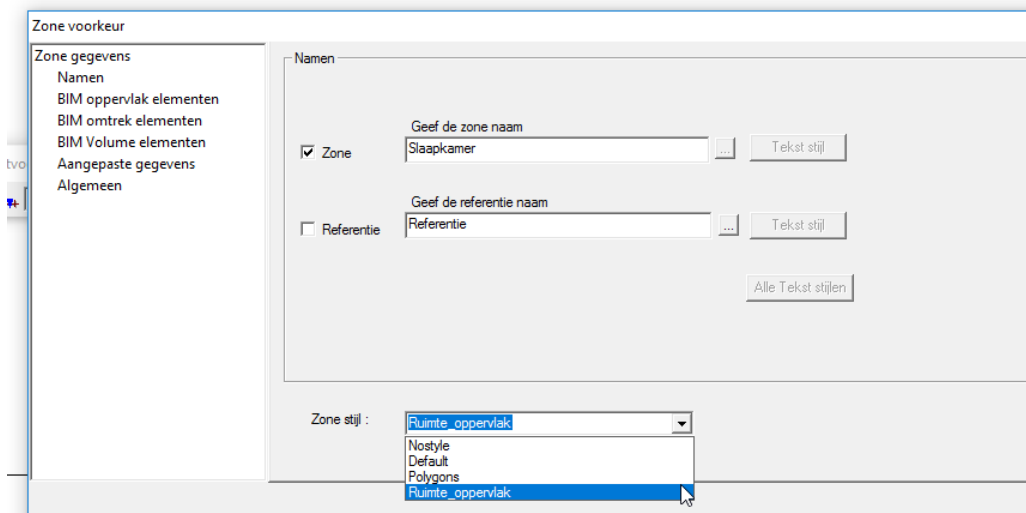 Zone voorkeur
Zone gegevens
Namen
BIM oppervlak elementen
BIM omtrek elementen
BIM Volume elementen
Aangepaste gegevens
Algemeen
tvo
Namen
Geef de zone naam
Zone
Slaapkamer
...
Tekst stijl
Geef de referentie naam
Referentie
Referentie
...
Tekst stijl
Alle Tekst stijlen
Zone stijl :
Ruimte_oppervlak
Nostyle
Default
Polygons
Ruimte_oppervlak